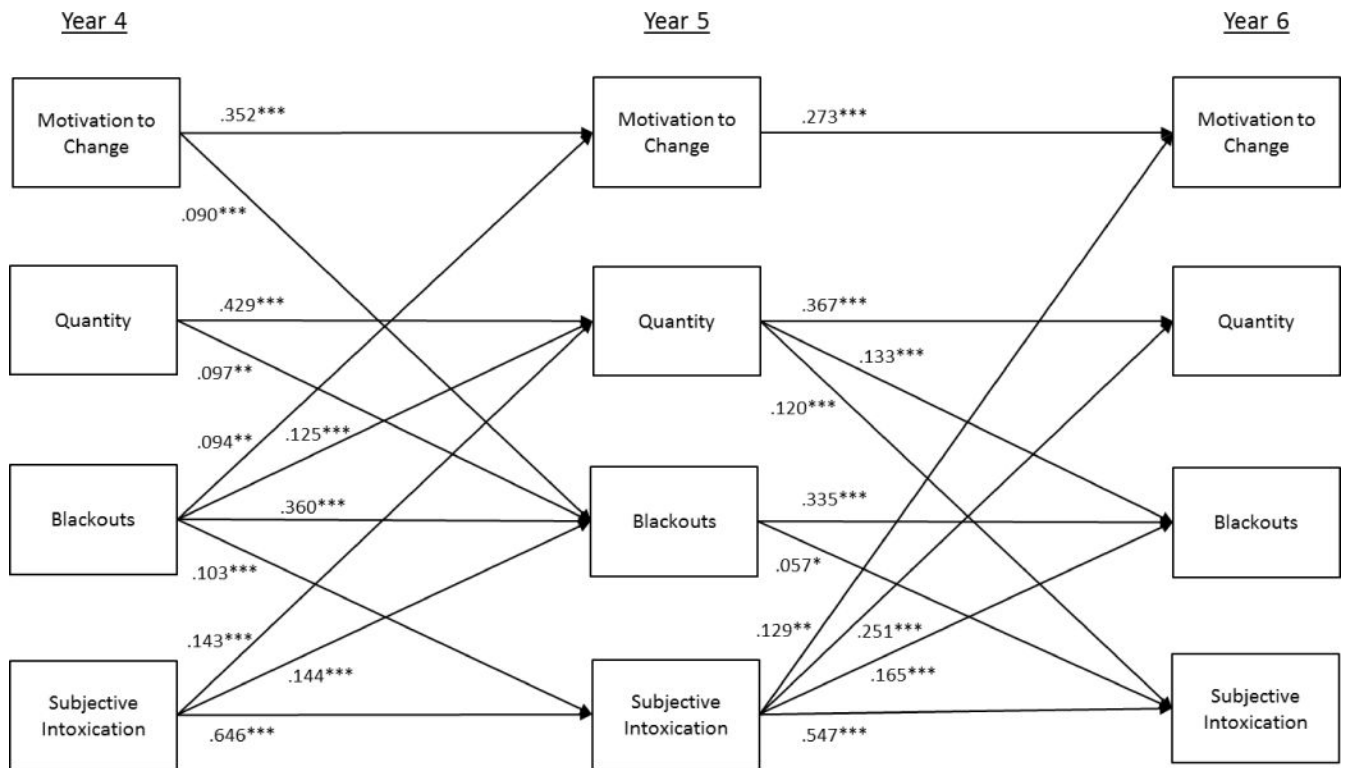 Year 4
Year 5
Year 6
Motivation to
Change
.352***
Motivation to
Change
.273***
Motivation to
Change
.090***
Quantity
.429***
Quantity
.367***
Quantity
.133***
.097**
.120***
.094**
.125***
Blackouts
.360***
Blackouts
.335***
Blackouts
.103***
.057*
.143***
.129**
.251***
.144***
.165***
Subjective
Intoxication
.646***
Subjective
Intoxication
.547***
Subjective
Intoxication